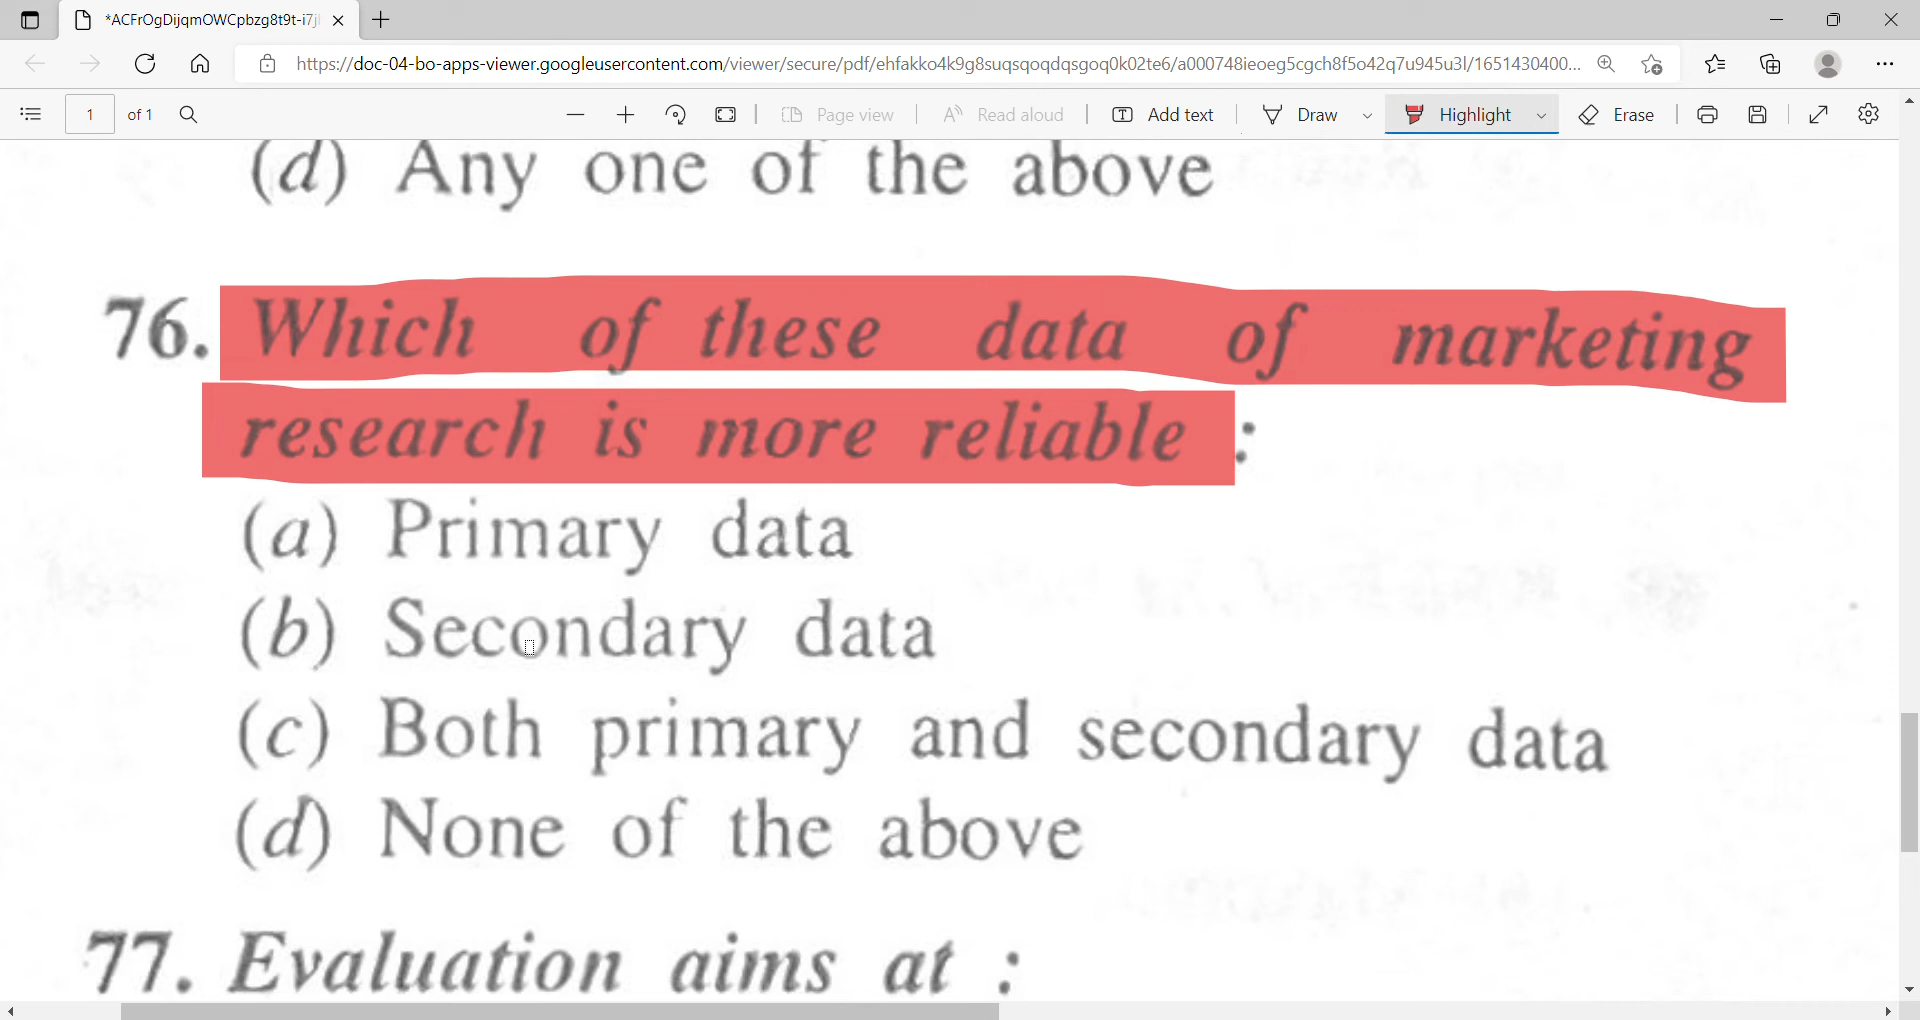 *ACFrOgDijqmOWCpbzg8t9t-i7jl
https://doc-04-bo-apps-viewer.googleusercontent.com/viewer/secure/pdf/ehfakko4k9g8suqsqoqdqsgoq0k02te6/a000748ieoeg5cgch8f5o42q7u945u3l/1651430400...
1 of 1 Page view Read aloud Add text Draw Highlight Erase
(d) Any one of the above
76. Which of these data of marketing
research is more reliable :
(a) Primary data
(b) Secondary data
(c) Both primary and secondary data
(d) None of the above
77. Evaluation aims at :